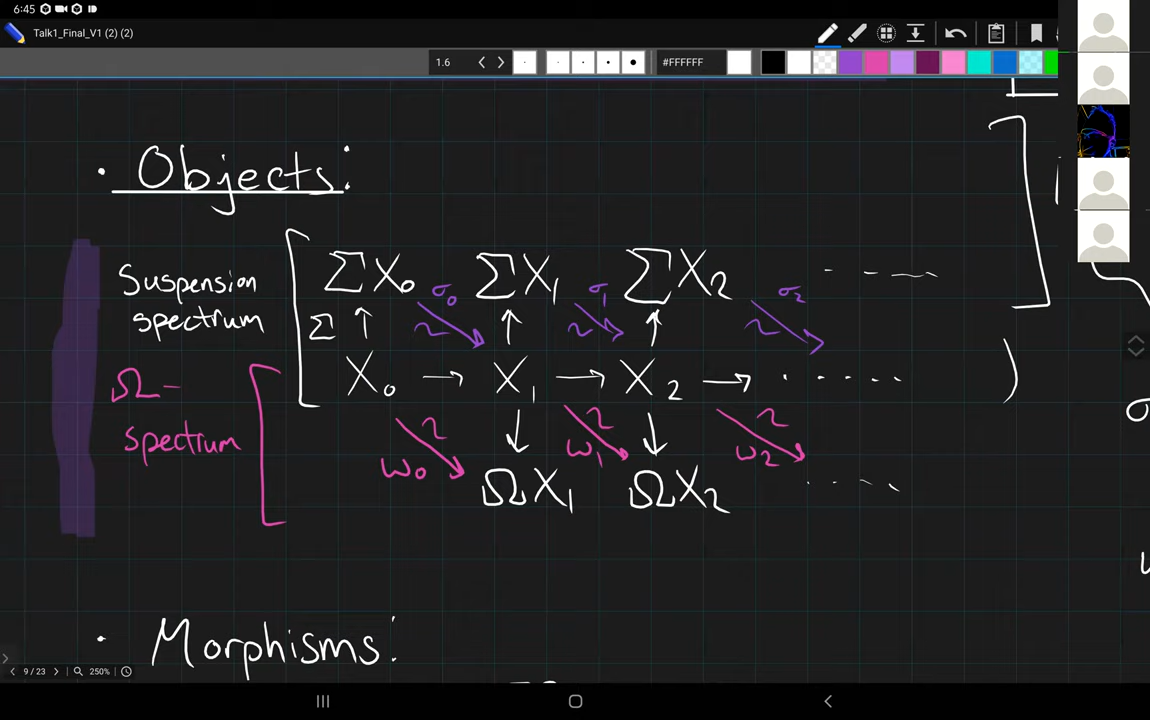 6:45
Talk1_Final_V1 (2) (2)
1.6
#FFFFFF
• Objects:
Suspension
spectrum
ΣX₀ ΣX₁ ΣX₂ ------
σ₀ σ₁ σ₂
Σ ↑ ~ ↘ ↑ ~ ↘ ↑ ~ ↘
X₀ → X₁ → X₂ → ......
Ω-
spectrum
~ ~ ~
ω₀ ↘ ↓ ω₁ ↘ ↓ ω₂ ↘
ΩX₁ ΩX₂ .....
• Morphisms:
9 / 23
250%